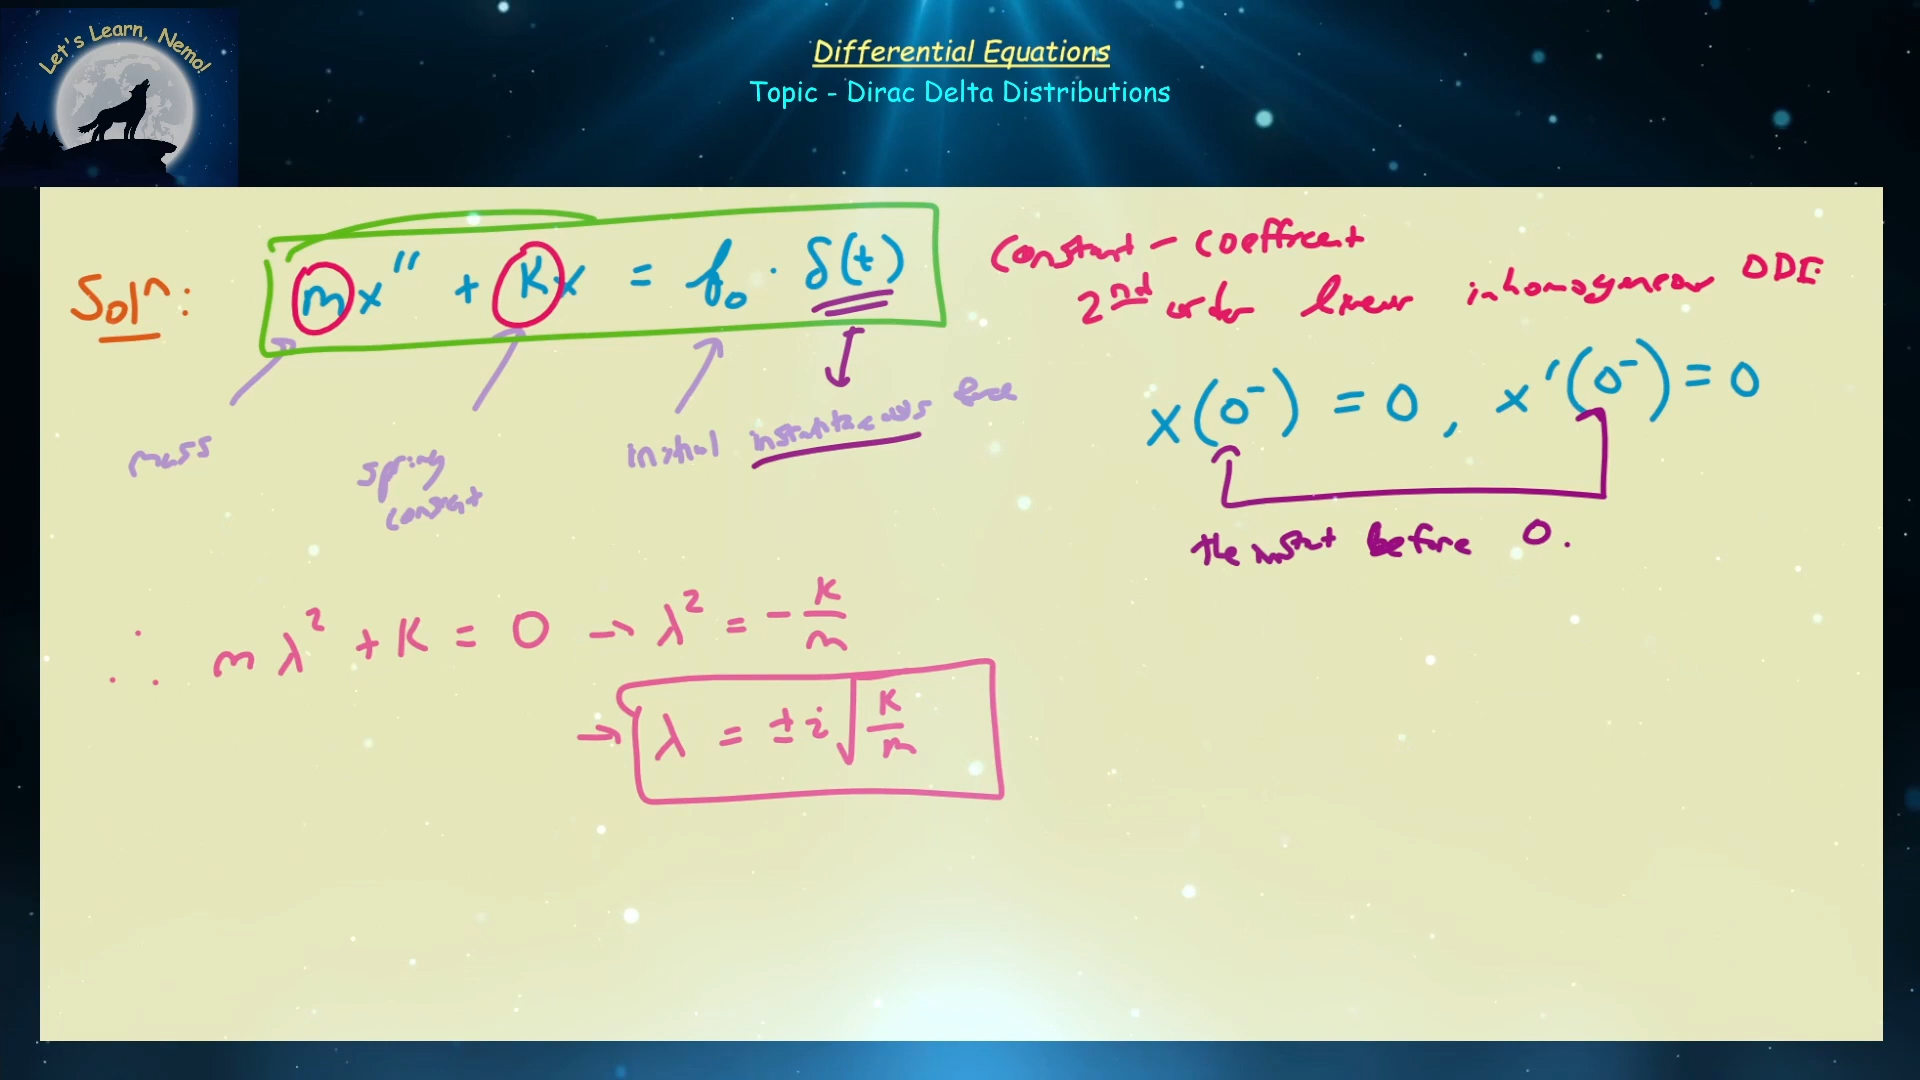 Let's Learn, Nemo!
Differential Equations
Topic - Dirac Delta Distributions
Solⁿ: mx'' + Kx = f₀ · δ(t)
Constant - coefficient
2nd order linear inhomogeneous ODE
mass
spring
constant
initial instantaneous force
x(0⁻) = 0, x'(0⁻) = 0
the instant before 0.
∴ mλ² + K = 0 → λ² = - K/m
→ λ = ± i √(K/m)